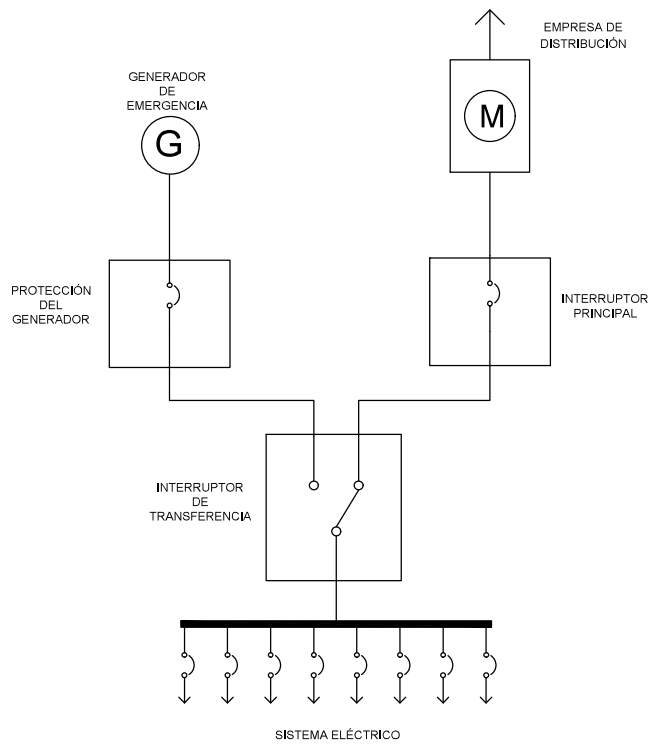 EMPRESA DE
DISTRIBUCIÓN
GENERADOR
DE
EMERGENCIA
G
M
PROTECCIÓN
DEL
GENERADOR
INTERRUPTOR
PRINCIPAL
INTERRUPTOR
DE
TRANSFERENCIA
SISTEMA ELÉCTRICO